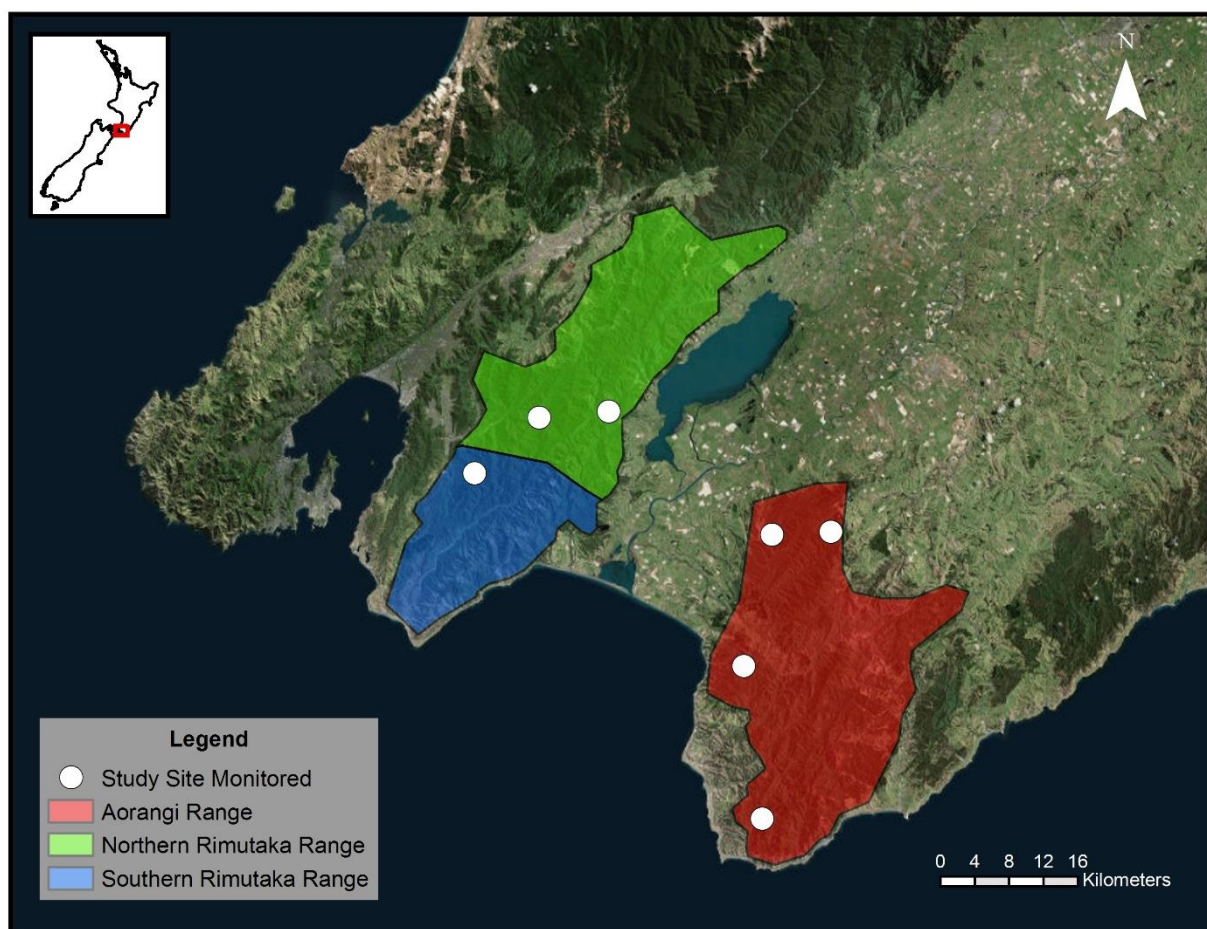 N
Legend
Study Site Monitored
Aorangi Range
Northern Rimutaka Range
Southern Rimutaka Range
0 4 8 12 16
Kilometers